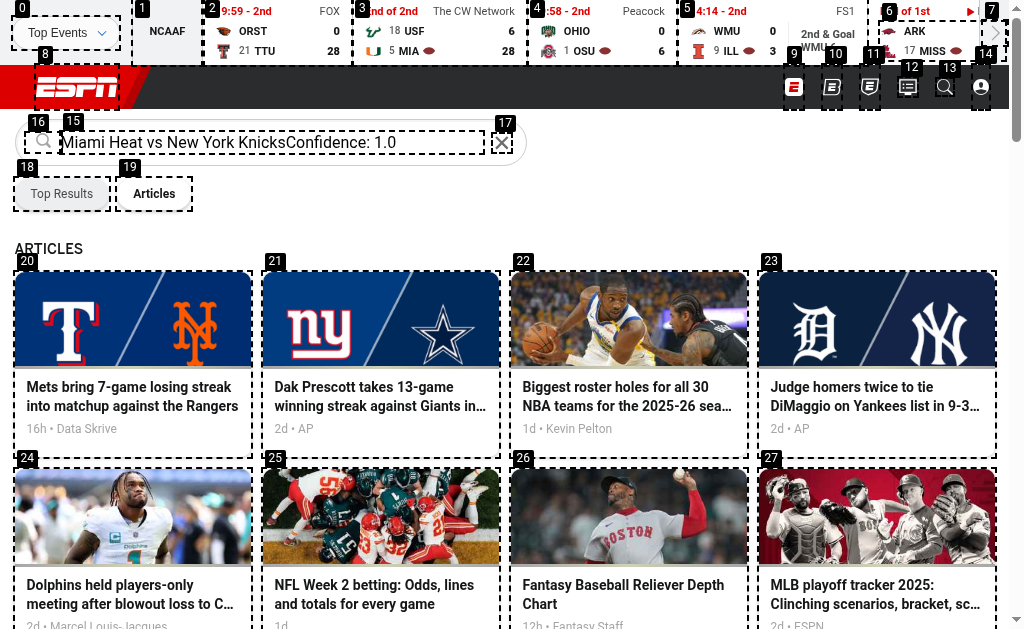 0
1
2
3
4
5
6
7
Top Events
NCAAF
9:59 - 2nd
FOX
ORST
0
21 TTU
28
nd of 2nd
The CW Network
18 USF
6
5 MIA
28
:58 - 2nd
Peacock
OHIO
0
1 OSU
6
4:14 - 2nd
FS1
WMU
0
9 ILL
3
2nd & Goal
WMU
of 1st
ARK
17 MISS
8
9
10
11
12
13
14
ESPN
16
15
17
Miami Heat vs New York KnicksConfidence: 1.0
18
19
Top Results
Articles
ARTICLES
20
21
22
23
Mets bring 7-game losing streak
into matchup against the Rangers
16h • Data Skrive
Dak Prescott takes 13-game
winning streak against Giants in...
2d • AP
Biggest roster holes for all 30
NBA teams for the 2025-26 sea...
1d • Kevin Pelton
Judge homers twice to tie
DiMaggio on Yankees list in 9-3...
2d • AP
24
25
26
27
Dolphins held players-only
meeting after blowout loss to C...
2d • Marcel Louis-Jacques
NFL Week 2 betting: Odds, lines
and totals for every game
1d
Fantasy Baseball Reliever Depth
Chart
12h • Fantasy Staff
MLB playoff tracker 2025:
Clinching scenarios, bracket, sc...
2d • ESPN